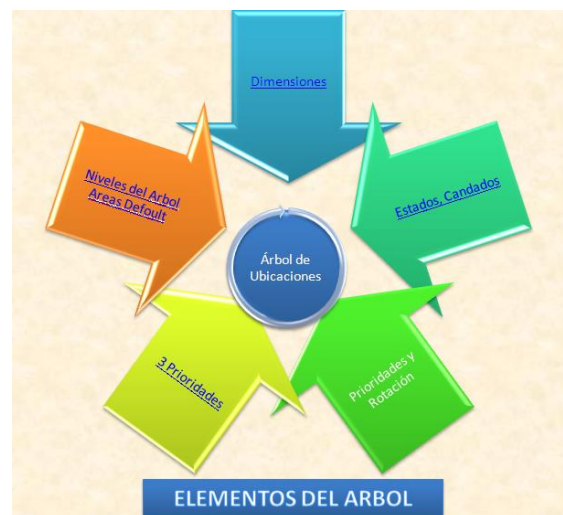 Dimensiones
Niveles del Arbol
Areas Defoult
Estados, Candados
Árbol de
Ubicaciones
3 Prioridades
Prioridades y
Rotación
ELEMENTOS DEL ARBOL